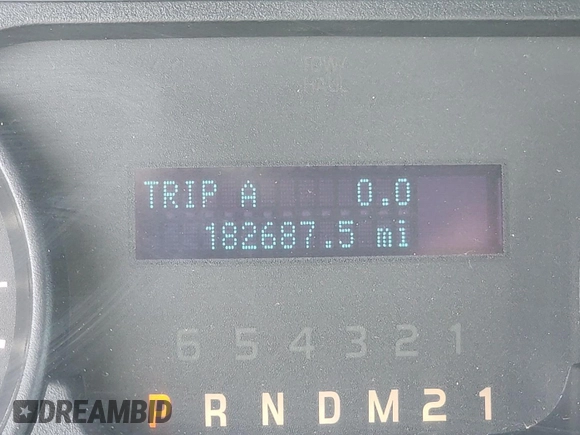 TOW/
HAUL
TRIP A 0.0
182687.5 mi
6 5 4 3 2 1
P R N D M 2 1
DREAMBID